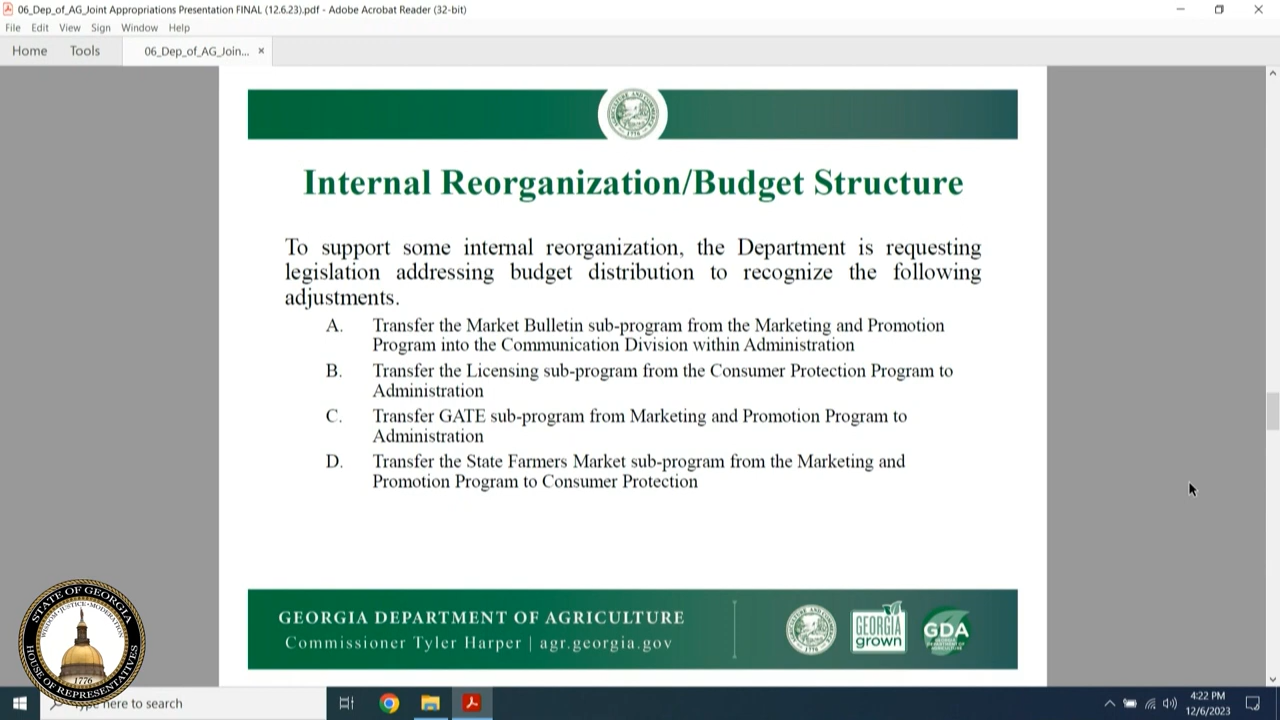 06_Dep_of_AG_Joint Appropriations Presentation FINAL (12.6.23).pdf - Adobe Acrobat Reader (32-bit)
File Edit View Sign Window Help
Home Tools 06_Dep_of_AG_Join... ×
1776
Internal Reorganization/Budget Structure
To support some internal reorganization, the Department is requesting
legislation addressing budget distribution to recognize the following
adjustments.
A. Transfer the Market Bulletin sub-program from the Marketing and Promotion
Program into the Communication Division within Administration
B. Transfer the Licensing sub-program from the Consumer Protection Program to
Administration
C. Transfer GATE sub-program from Marketing and Promotion Program to
Administration
D. Transfer the State Farmers Market sub-program from the Marketing and
Promotion Program to Consumer Protection
GEORGIA DEPARTMENT OF AGRICULTURE
Commissioner Tyler Harper | agr.georgia.gov
GEORGIA
grown
GDA
STATE OF GEORGIA
WISDOM • JUSTICE • MODERATION
1776
HOUSE OF REPRESENTATIVES
here to search
4:22 PM
12/6/2023